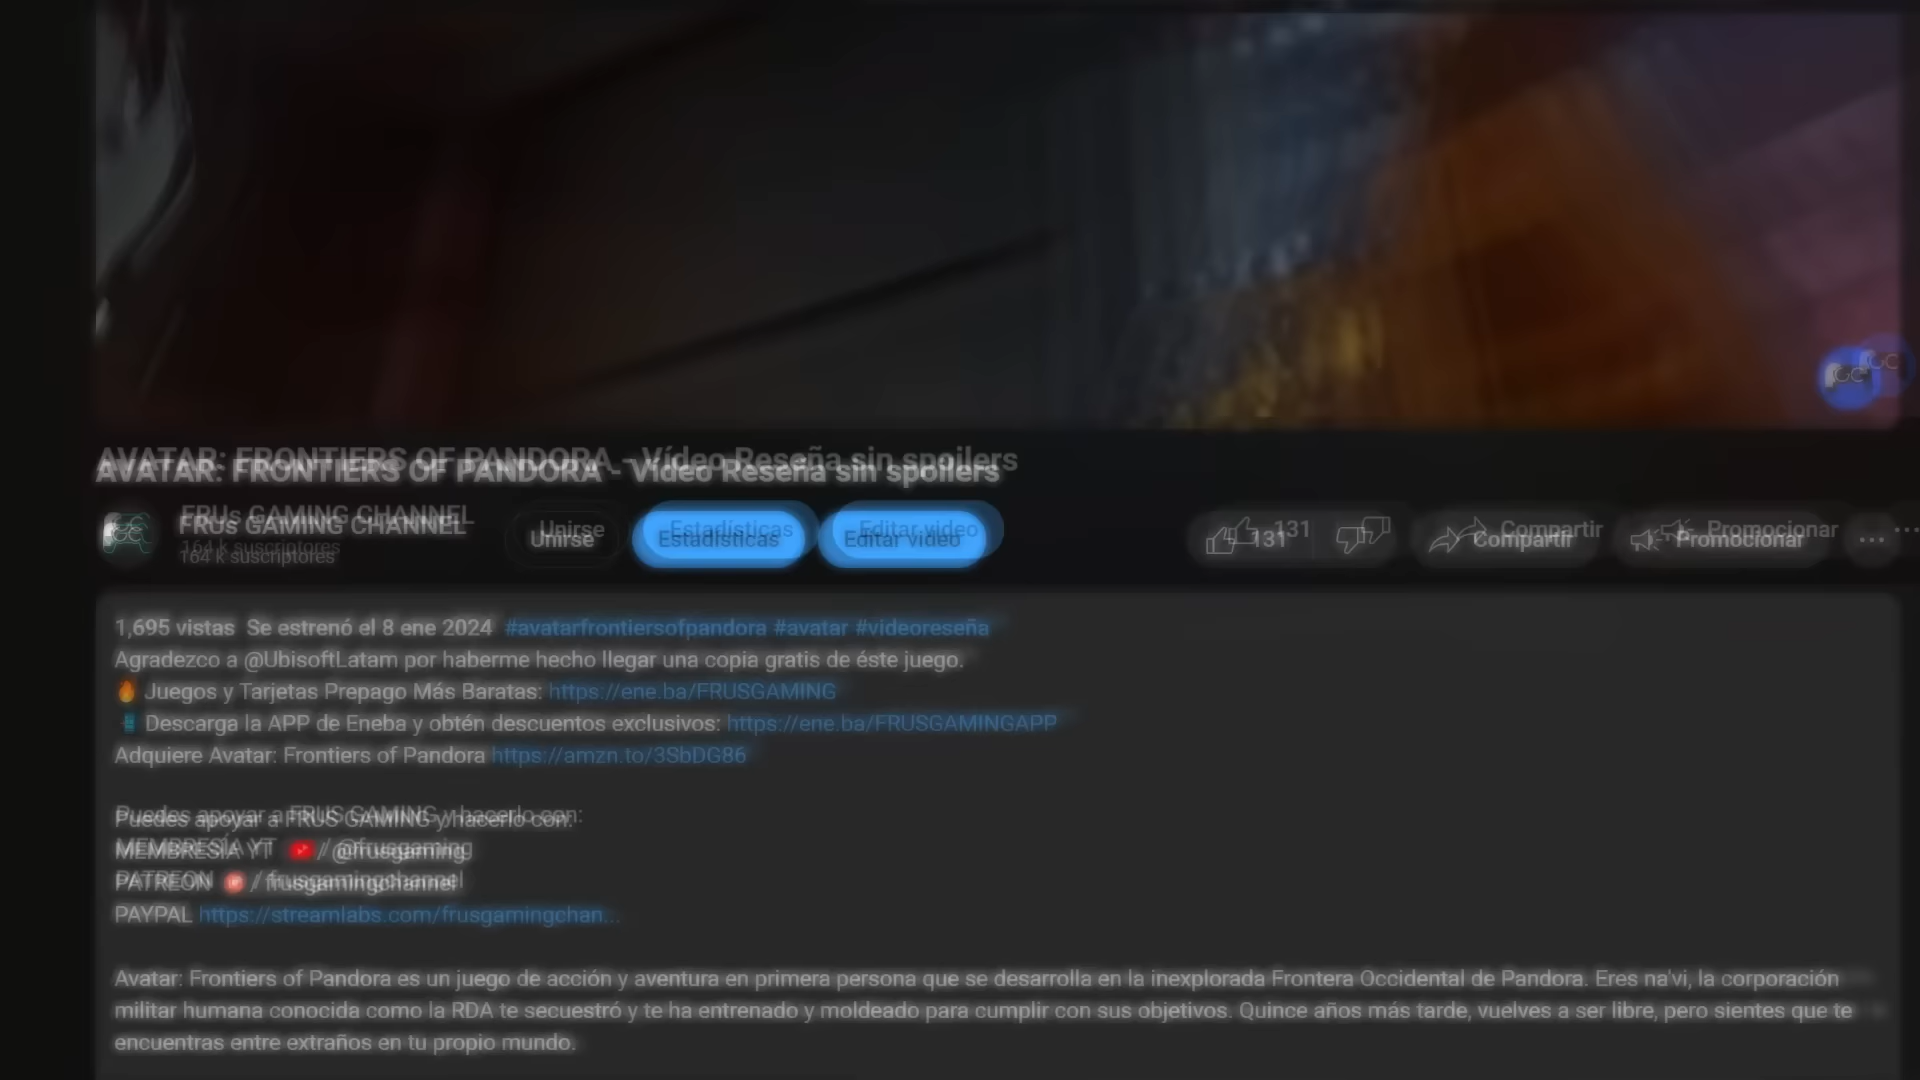 AVATAR: FRONTIERS OF PANDORA - Vídeo Reseña sin spoilers
FRUs GAMING CHANNEL
164 k suscriptores
Unirse
Estadísticas
Editar video
131
Compartir
Promocionar
1,695 vistas Se estrenó el 8 ene 2024 #avatarfrontiersofpandora #avatar #videoreseña
Agradezco a @UbisoftLatam por haberme hecho llegar una copia gratis de éste juego.
🔥 Juegos y Tarjetas Prepago Más Baratas: https://ene.ba/FRUSGAMING
Descarga la APP de Eneba y obtén descuentos exclusivos: https://ene.ba/FRUSGAMINGAPP
Adquiere Avatar: Frontiers of Pandora https://amzn.to/3SbDG86
Puedes apoyar a FRUS GAMING y hacerlo con:
MEMBRESÍA YT / @frusgaming
PATREON / frusgamingchannel
PAYPAL https://streamlabs.com/frusgamingchan...
Avatar: Frontiers of Pandora es un juego de acción y aventura en primera persona que se desarrolla en la inexplorada Frontera Occidental de Pandora. Eres na'vi, la corporación
militar humana conocida como la RDA te secuestró y te ha entrenado y moldeado para cumplir con sus objetivos. Quince años más tarde, vuelves a ser libre, pero sientes que te
encuentras entre extraños en tu propio mundo.